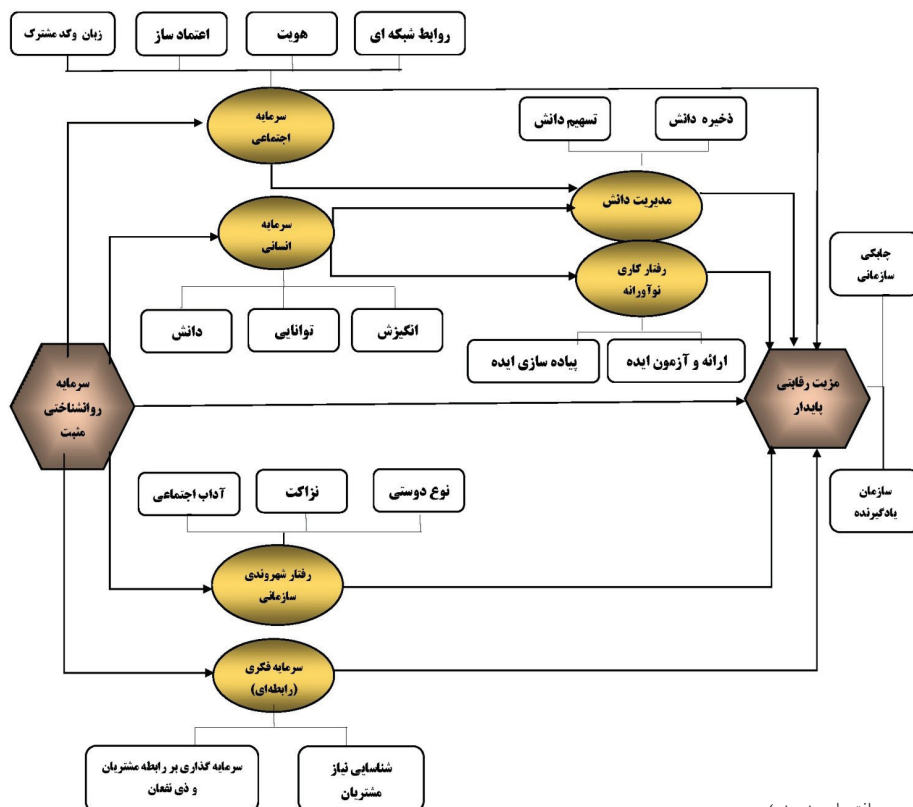 روابط شبکه ای
هویت
اعتماد ساز
زبان وکد مشترک
سرمایه
اجتماعی
ذخیره دانش
تسهیم دانش
مدیریت دانش
سرمایه
انسانی
رفتار کاری
نوآورانه
چابکی
سازمانی
انگیزش
توانایی
دانش
ارائه و آزمون ایده
پیاده سازی ایده
مزیت رقابتی
پایدار
سرمایه
روانشناختی
مثبت
نوع دوستی
نزاکت
آداب اجتماعی
سازمان
یادگیرنده
رفتار شهروندی
سازمانی
سرمایه فکری
(رابطه‌ای)
شناسایی نیاز
مشتریان
سرمایه گذاری بر رابطه مشتریان
و ذی نفعان